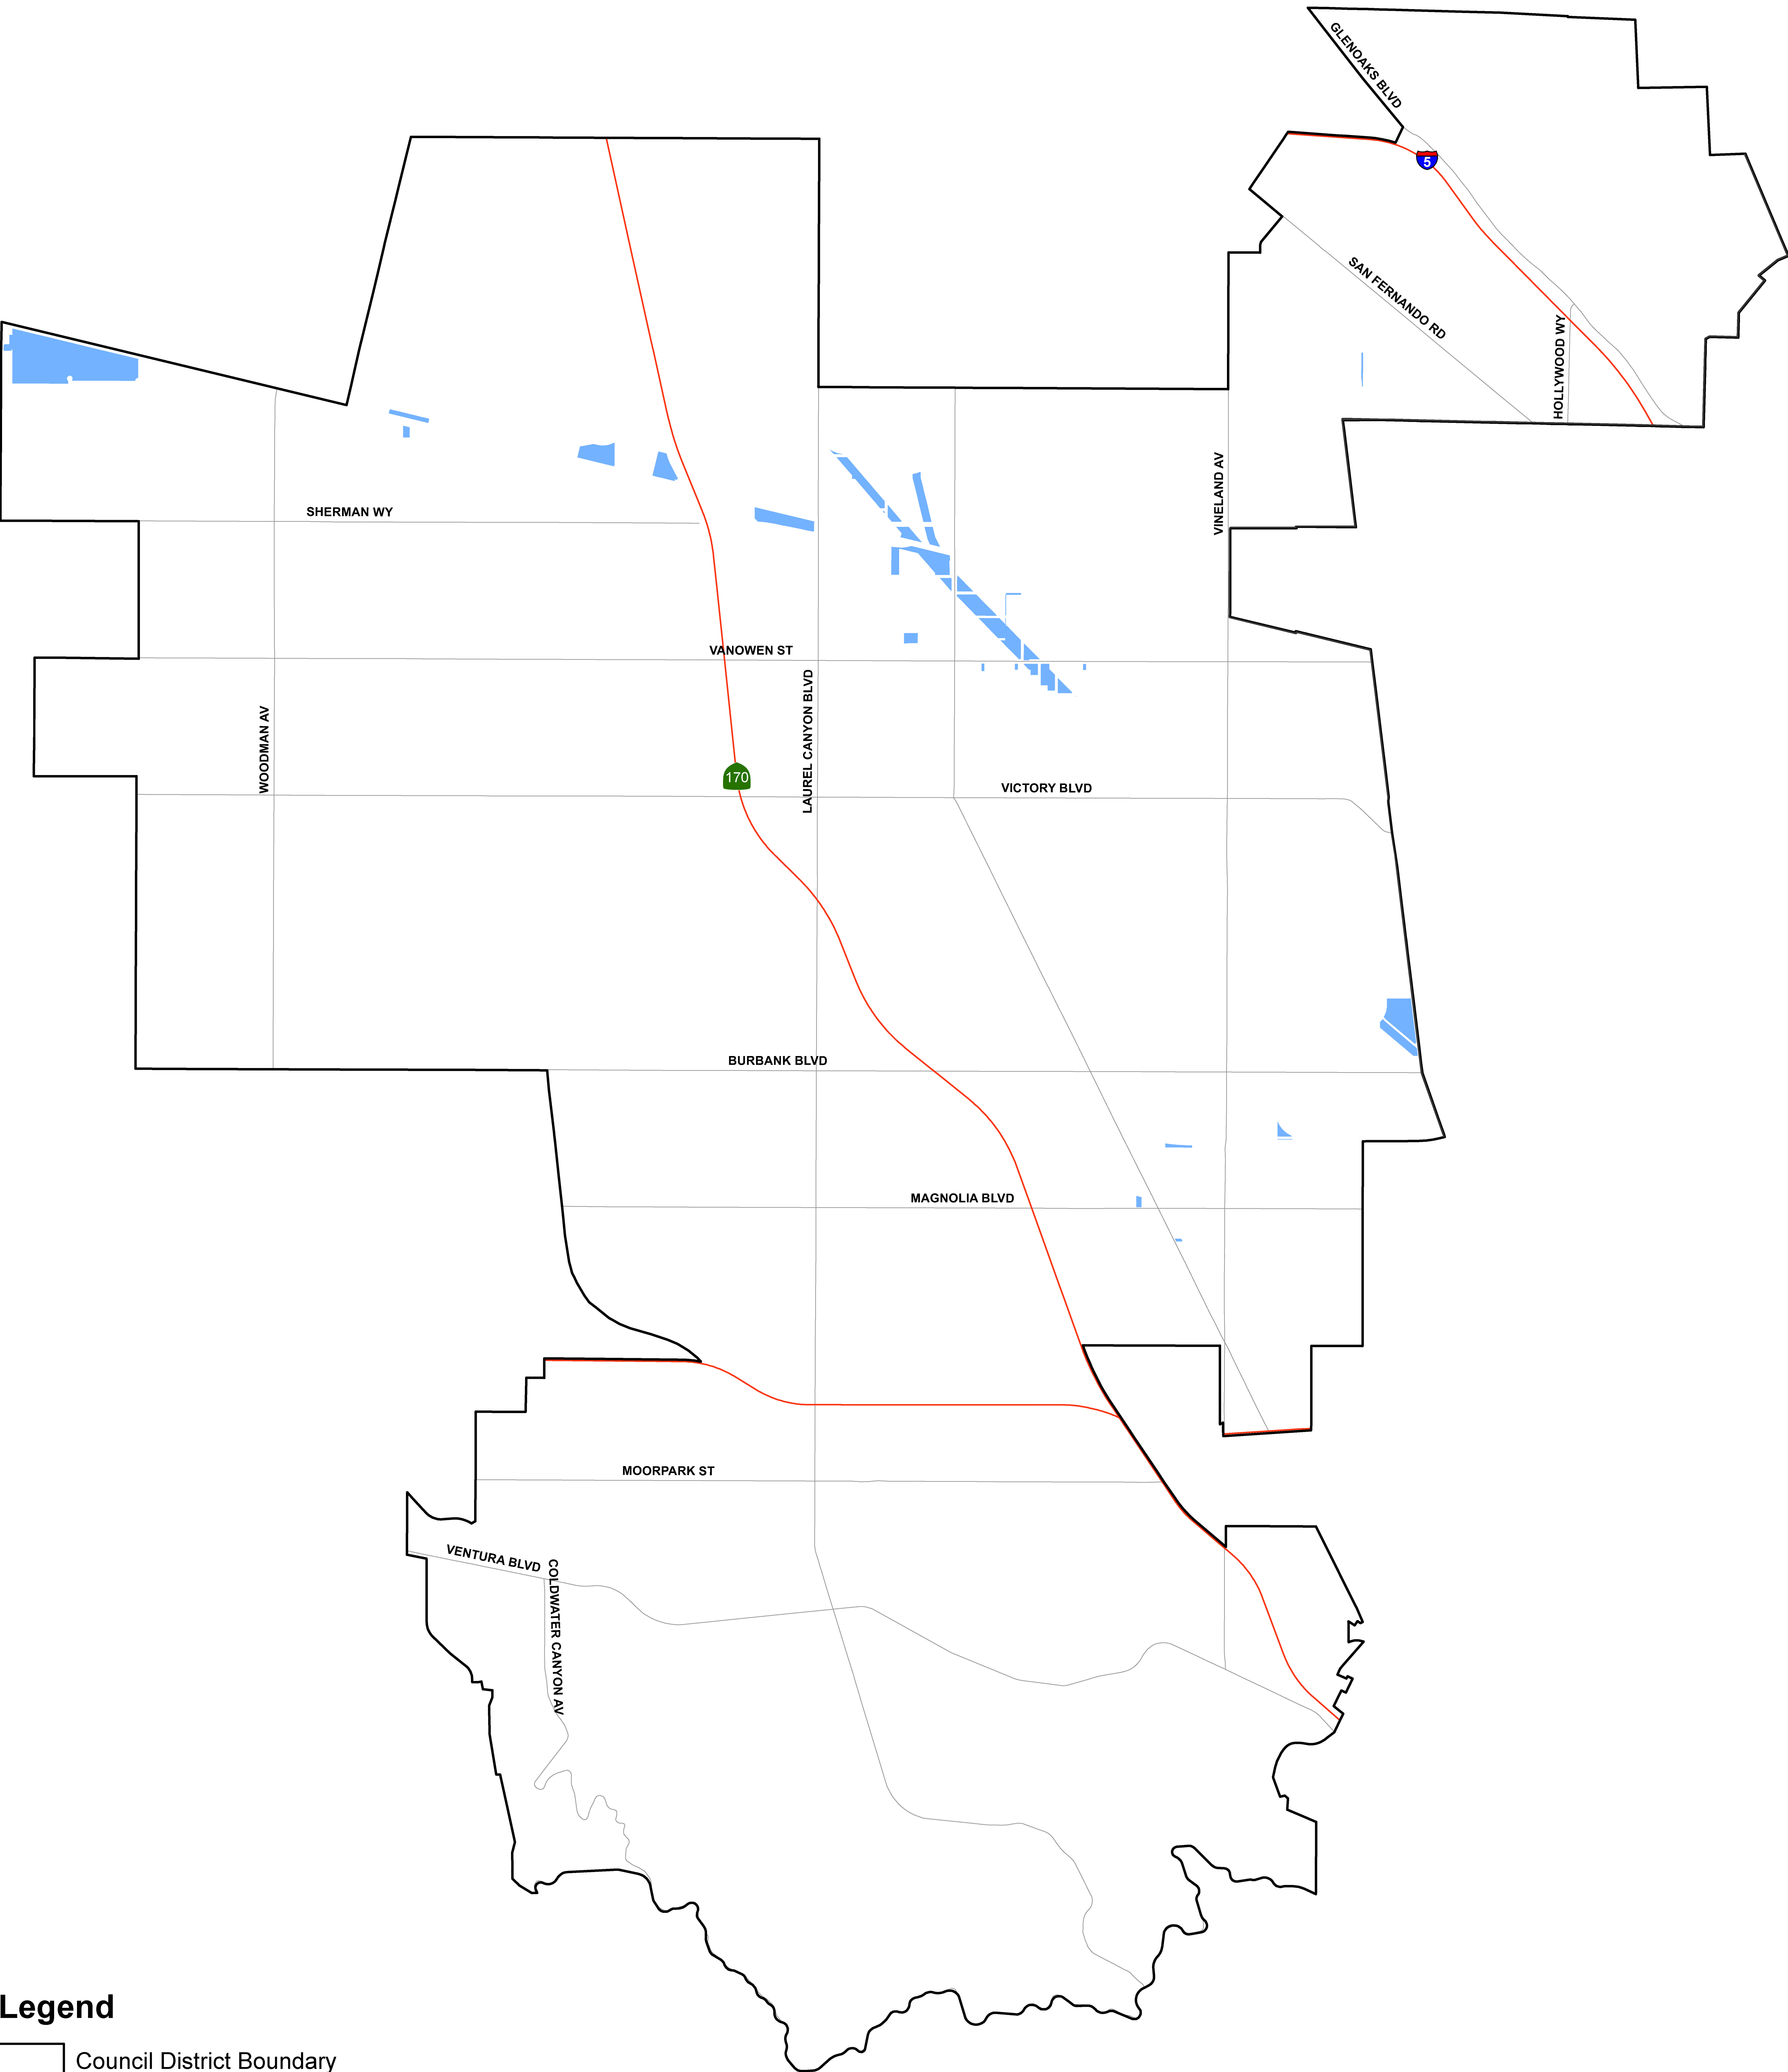 GLENOAKS BLVD
5
SAN FERNANDO RD
HOLLYWOOD WY
VINELAND AV
SHERMAN WY
VANOWEN ST
LAUREL CANYON BLVD
WOODMAN AV
170
VICTORY BLVD
BURBANK BLVD
MAGNOLIA BLVD
MOORPARK ST
VENTURA BLVD
COLDWATER CANYON AV
Legend
Council District Boundary